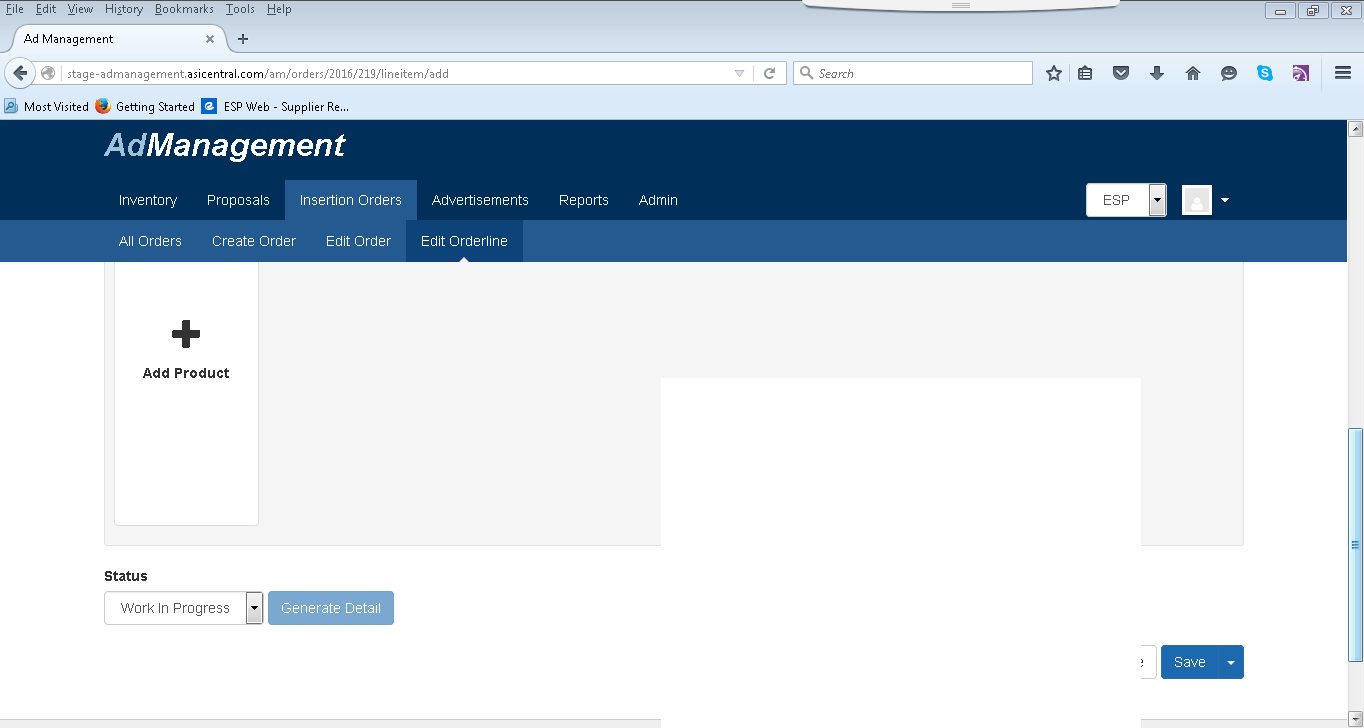 File Edit View History Bookmarks Tools Help
Ad Management
stage-admanagement.asicentral.com/am/orders/2016/219/lineitem/add
Search
Most Visited Getting Started ESP Web - Supplier Re...
AdManagement
Inventory Proposals Insertion Orders Advertisements Reports Admin ESP
All Orders Create Order Edit Order Edit Orderline
Add Product
Status
Work In Progress Generate Detail
Save